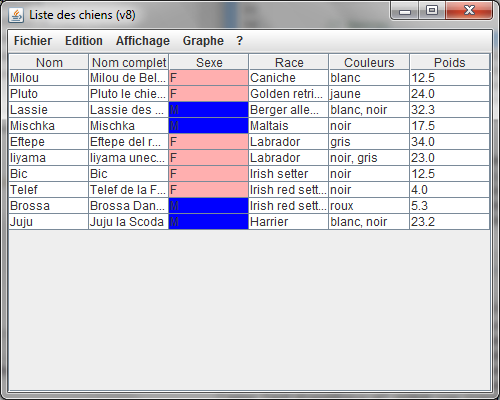 Liste des chiens (v8)
Fichier Edition Affichage Graphe ?
Nom Nom complet Sexe Race Couleurs Poids
Milou Milou de Bel... F Caniche blanc 12.5
Pluto Pluto le chie... F Golden retri... jaune 24.0
Lassie Lassie des ... M Berger alle... blanc, noir 32.3
Mischka Mischka M Maltais noir 17.5
Eftepe Eftepe del r... F Labrador gris 34.0
Iiyama Iiyama unec... F Labrador noir, gris 23.0
Bic Bic F Irish setter noir 12.5
Telef Telef de la F... F Irish red sett... noir 4.0
Brossa Brossa Dan... M Irish red sett... roux 5.3
Juju Juju la Scoda M Harrier blanc, noir 23.2